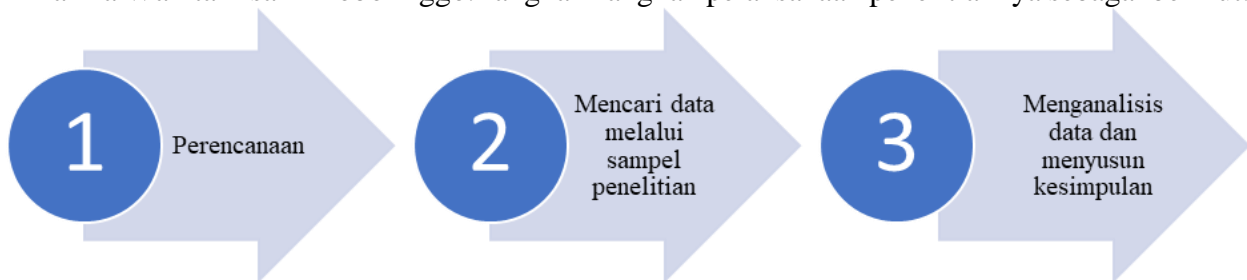 1
Perencanaan
2
Mencari data
melalui
sampel
penelitian
3
Menganalisis
data dan
menyusun
kesimpulan